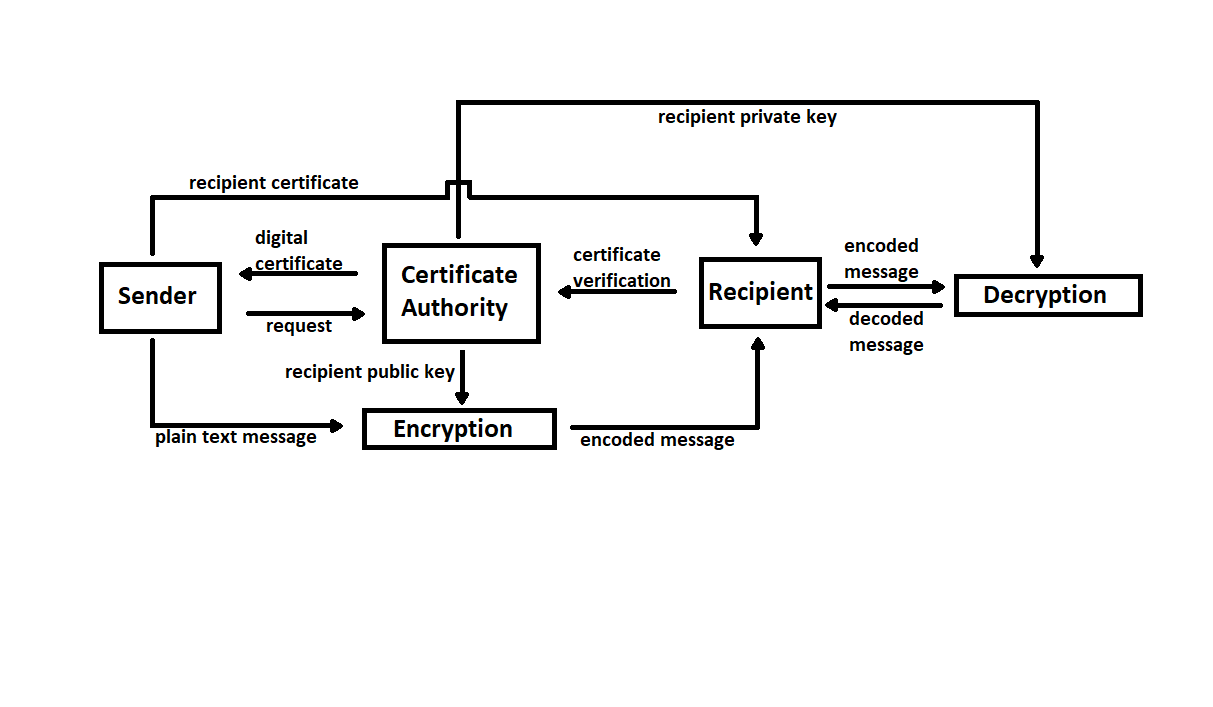 recipient private key
recipient certificate
digital
certificate
certificate
verification
encoded
message
Sender
Certificate
Authority
Recipient
Decryption
request
decoded
message
recipient public key
plain text message
Encryption
encoded message